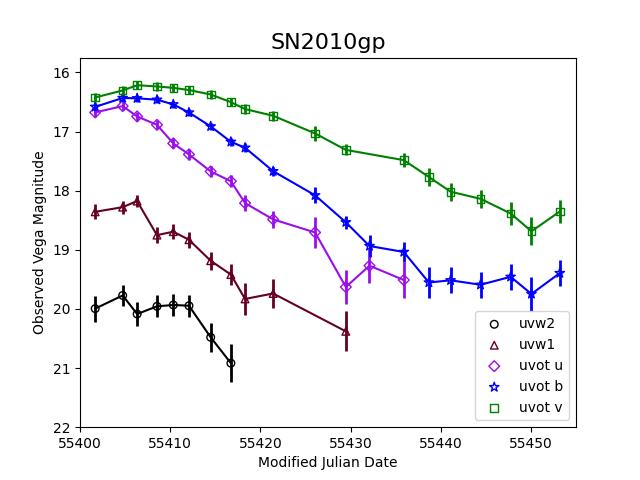 SN2010gp
Observed Vega Magnitude
16
17
18
19
20
21
22
55400
55410
55420
55430
55440
55450
Modified Julian Date
uvw2
uvw1
uvot u
uvot b
uvot v